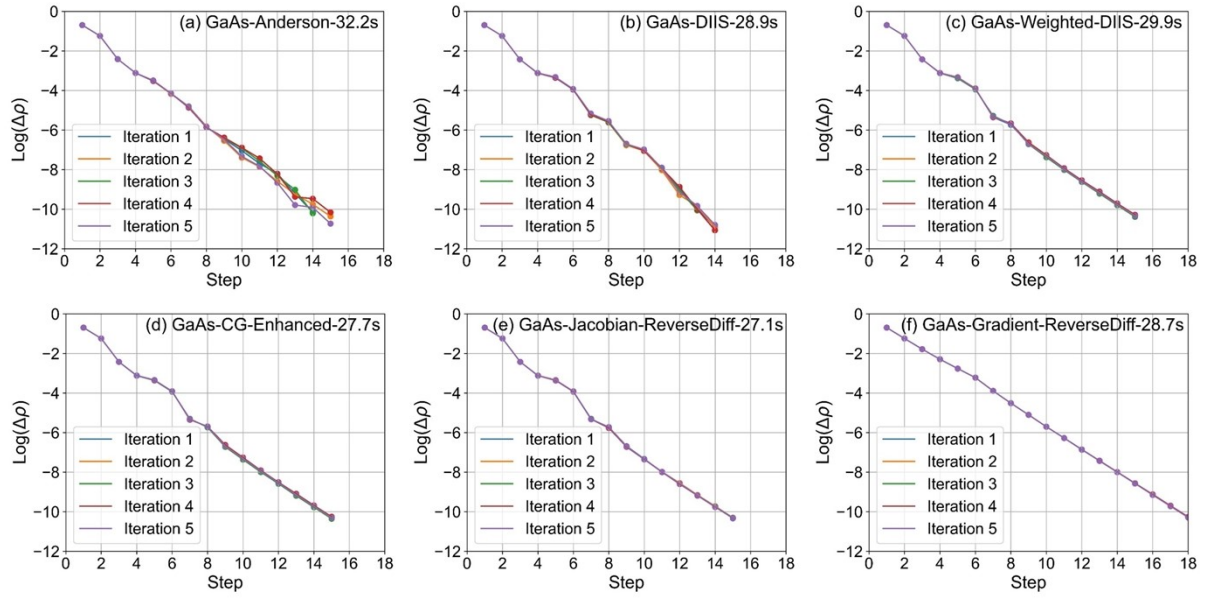 (a) GaAs-Anderson-32.2s
0
−2
−4
−6
−8
−10
−12
Log(Δρ)
Iteration 1
Iteration 2
Iteration 3
Iteration 4
Iteration 5
0 2 4 6 8 10 12 14 16 18
Step
(b) GaAs-DIIS-28.9s
0
−2
−4
−6
−8
−10
−12
Log(Δρ)
Iteration 1
Iteration 2
Iteration 3
Iteration 4
Iteration 5
0 2 4 6 8 10 12 14 16 18
Step
(c) GaAs-Weighted-DIIS-29.9s
0
−2
−4
−6
−8
−10
−12
Log(Δρ)
Iteration 1
Iteration 2
Iteration 3
Iteration 4
Iteration 5
0 2 4 6 8 10 12 14 16 18
Step
(d) GaAs-CG-Enhanced-27.7s
0
−2
−4
−6
−8
−10
−12
Log(Δρ)
Iteration 1
Iteration 2
Iteration 3
Iteration 4
Iteration 5
0 2 4 6 8 10 12 14 16 18
Step
(e) GaAs-Jacobian-ReverseDiff-27.1s
0
−2
−4
−6
−8
−10
−12
Log(Δρ)
Iteration 1
Iteration 2
Iteration 3
Iteration 4
Iteration 5
0 2 4 6 8 10 12 14 16 18
Step
(f) GaAs-Gradient-ReverseDiff-28.7s
0
−2
−4
−6
−8
−10
−12
Log(Δρ)
Iteration 1
Iteration 2
Iteration 3
Iteration 4
Iteration 5
0 2 4 6 8 10 12 14 16 18
Step